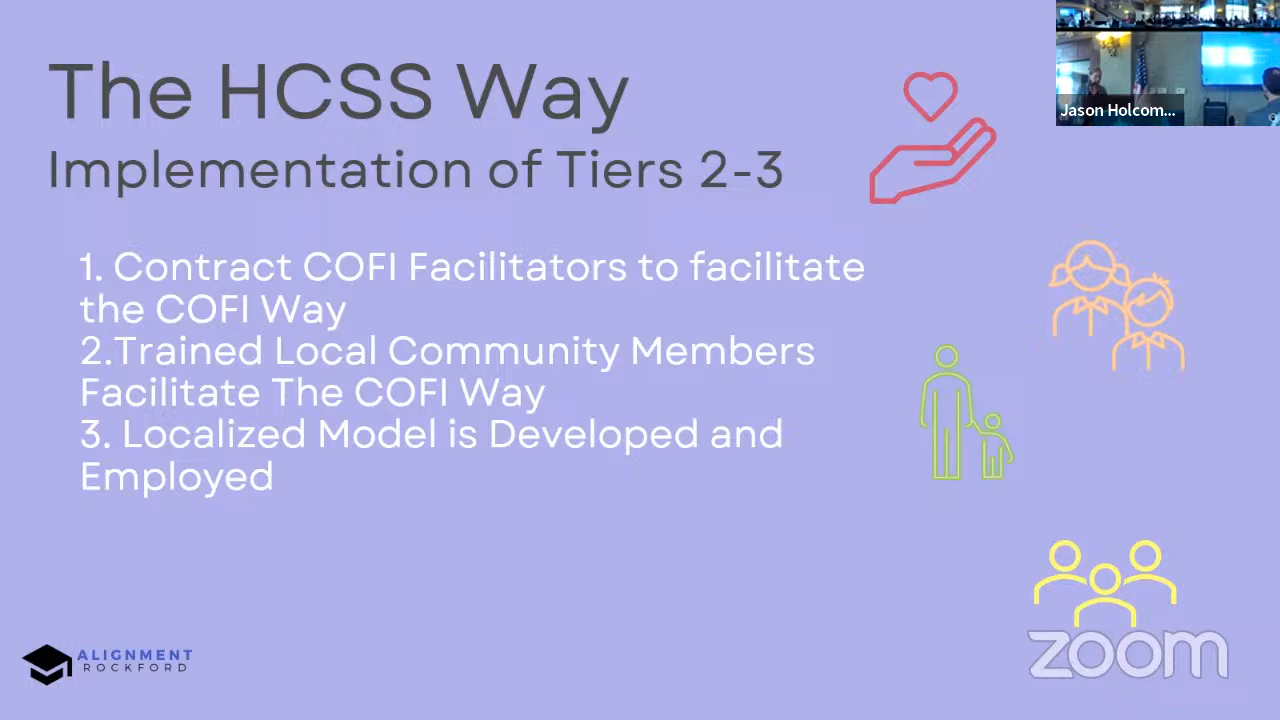 The HCSS Way
Implementation of Tiers 2-3
1. Contract COFI Facilitators to facilitate
the COFI Way
2.Trained Local Community Members
Facilitate The COFI Way
3. Localized Model is Developed and
Employed
Jason Holcom...
ALIGNMENT
ROCKFORD
zoom